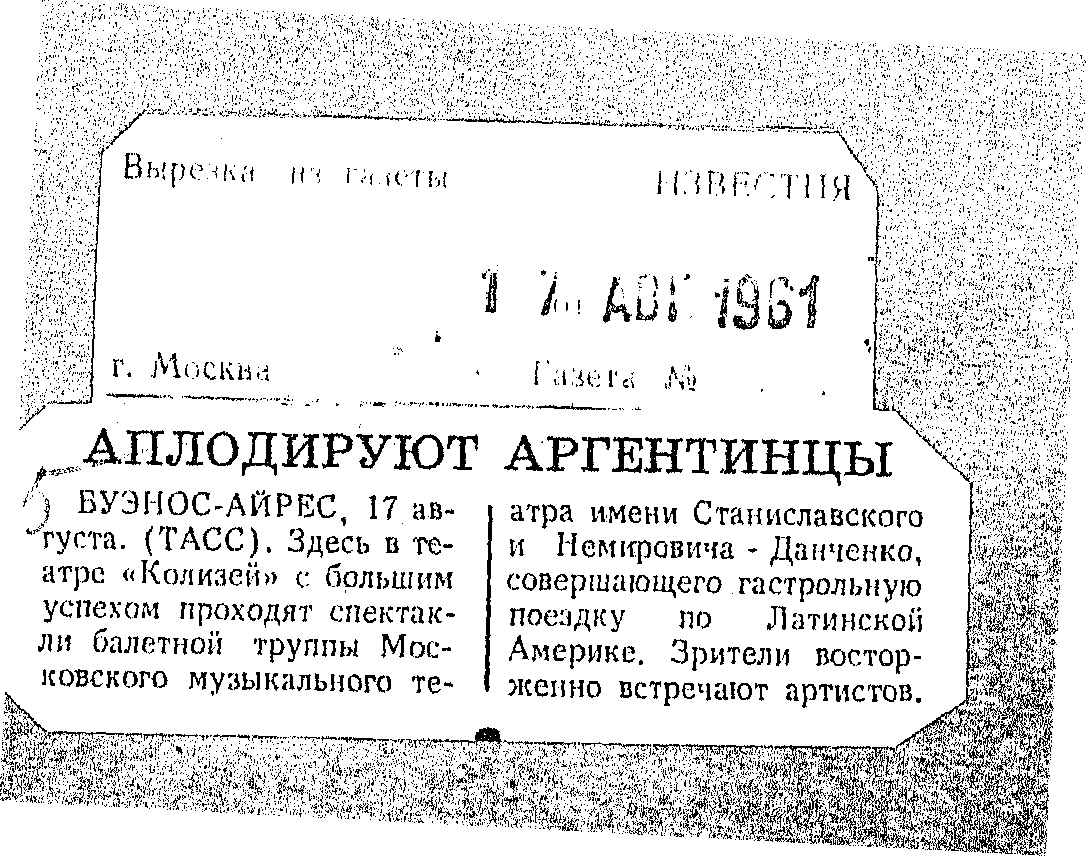 Вырезка из газеты ИЗВЕСТИЯ
17 АВГ 1961
г. Москва Газета №
АПЛОДИРУЮТ АРГЕНТИНЦЫ
БУЭНОС-АЙРЕС, 17 ав-
густа. (ТАСС). Здесь в те-
атре «Колизей» с большим
успехом проходят спектак-
ли балетной труппы Мос-
ковского музыкального те-
атра имени Станиславского
и Немировича - Данченко,
совершающего гастрольную
поездку по Латинской
Америке. Зрители востор-
женно встречают артистов.